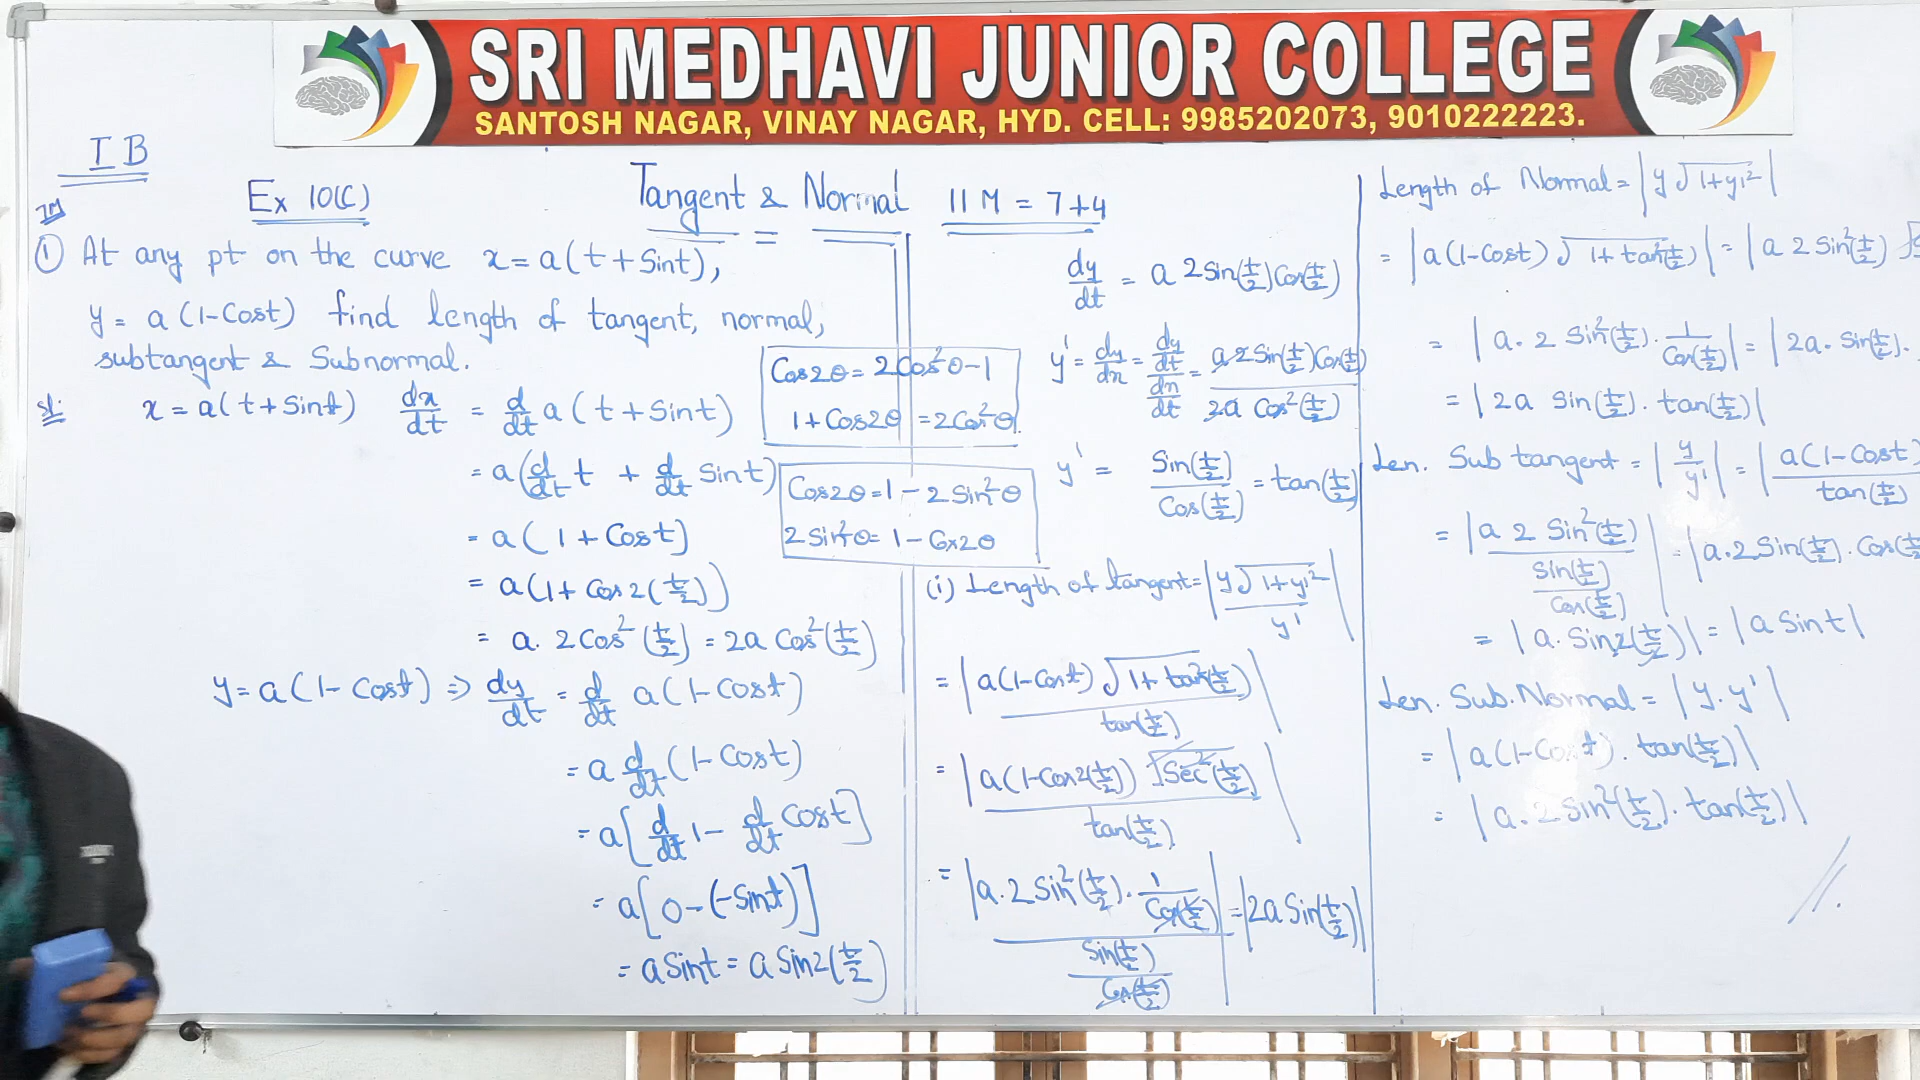 SRI MEDHAVI JUNIOR COLLEGE
SANTOSH NAGAR, VINAY NAGAR, HYD. CELL: 9985202073, 9010222223.
I B
Ex 10(C)
Tangent & Normal 11 M = 7+4
7M
① At any pt on the curve x = a(t+Sint),
y = a(1-Cost) find length of tangent, normal,
subtangent & Subnormal.
Sol: x = a(t+Sint) dx/dt = d/dt a(t+Sint)
= a(d/dt t + d/dt Sint)
= a(1+Cost)
= a(1+Cos2(t/2))
= a. 2Cos²(t/2) = 2a Cos²(t/2)
y = a(1-Cost) => dy/dt = d/dt a(1-Cost)
= a d/dt (1-Cost)
= a[d/dt 1 - d/dt Cost]
= a[0-(-Sint)]
= aSint = aSin2(t/2)
Cos2θ = 2Cos²θ-1
1+Cos2θ = 2Cos²θ
Cos2θ = 1 - 2Sin²θ
2Sin²θ = 1 - Cos2θ
dy/dt = a 2Sin(t/2)Cos(t/2)
y' = dy/dx = (dy/dt)/(dx/dt) = a 2Sin(t/2)Cos(t/2) / 2a Cos²(t/2)
y' = Sin(t/2)/Cos(t/2) = tan(t/2)
(i) Length of tangent = |y√(1+y'²) / y'|
= |a(1-Cost)√(1+tan²(t/2)) / tan(t/2)|
= |a(1-Cos2(t/2)) √Sec²(t/2) / tan(t/2)|
= |a.2Sin²(t/2). 1/Cos(t/2) / Sin(t/2)/Cos(t/2)| = |2a Sin(t/2)|
Length of Normal = |y√(1+y'²)|
= |a(1-Cost)√(1+tan²(t/2))| = |a 2Sin²(t/2)
= |a. 2 Sin²(t/2). 1/Cos(t/2)| = |2a. Sin(t/2).
= |2a Sin(t/2). tan(t/2)|
Len. Sub tangent = |y/y'| = |a(1-Cost) / tan(t/2)
= |a 2 Sin²(t/2) / Sin(t/2)/Cos(t/2)| = |a.2Sin(t/2).Cos(t/2)
= |a. Sin2(t/2)| = |a Sint|
Len. Sub.Normal = |y.y'|
= |a(1-Cost). tan(t/2)|
= |a. 2Sin²(t/2). tan(t/2)|